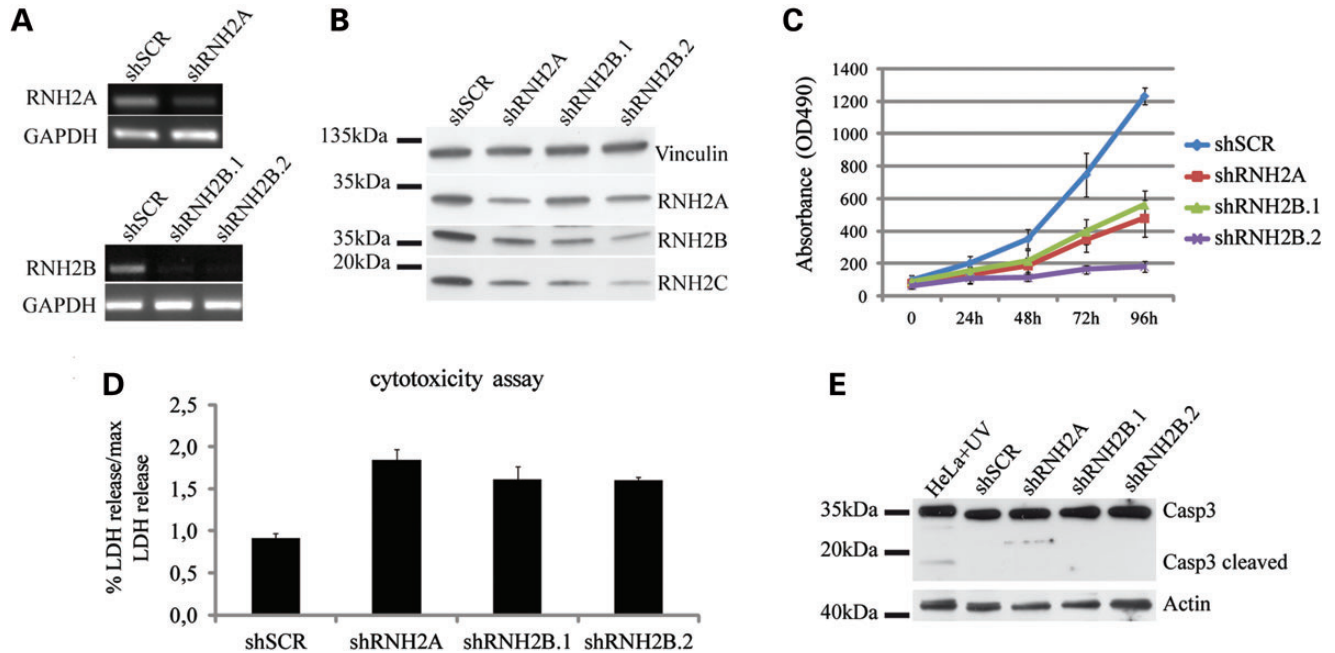 A
shSCR
shRNH2A
RNH2A
GAPDH
shSCR
shRNH2B.1
shRNH2B.2
RNH2B
GAPDH
B
shSCR
shRNH2A
shRNH2B.1
shRNH2B.2
135kDa
Vinculin
35kDa
RNH2A
35kDa
RNH2B
20kDa
RNH2C
C
Absorbance (OD490)
1400
1200
1000
800
600
400
200
0
0 24h 48h 72h 96h
shSCR
shRNH2A
shRNH2B.1
shRNH2B.2
D
cytotoxicity assay
% LDH release/max
LDH release
2,5
2,0
1,5
1,0
0,5
0,0
shSCR shRNH2A shRNH2B.1 shRNH2B.2
E
HeLa+UV
shSCR
shRNH2A
shRNH2B.1
shRNH2B.2
35kDa
Casp3
20kDa
Casp3 cleaved
Actin
40kDa